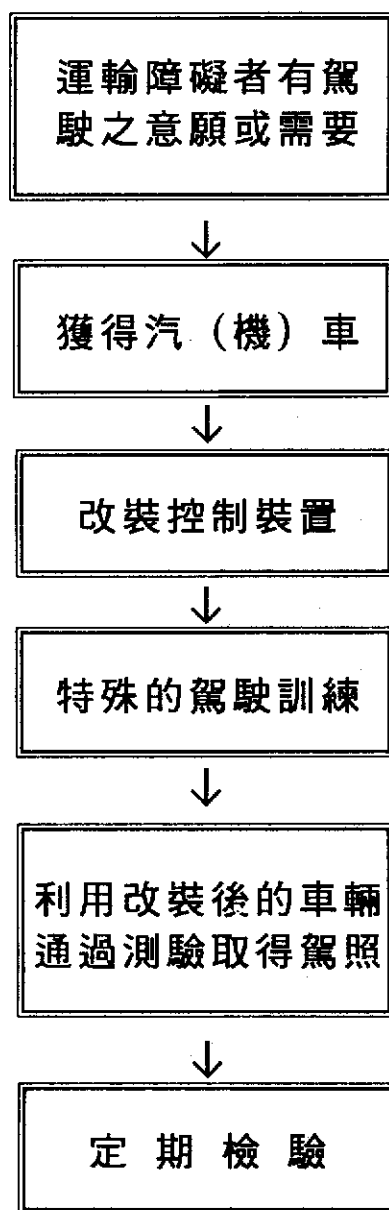 運輸障礙者有駕
駛之意願或需要
↓
獲得汽（機）車
↓
改裝控制裝置
↓
特殊的駕駛訓練
↓
利用改裝後的車輛
通過測驗取得駕照
↓
定期檢驗